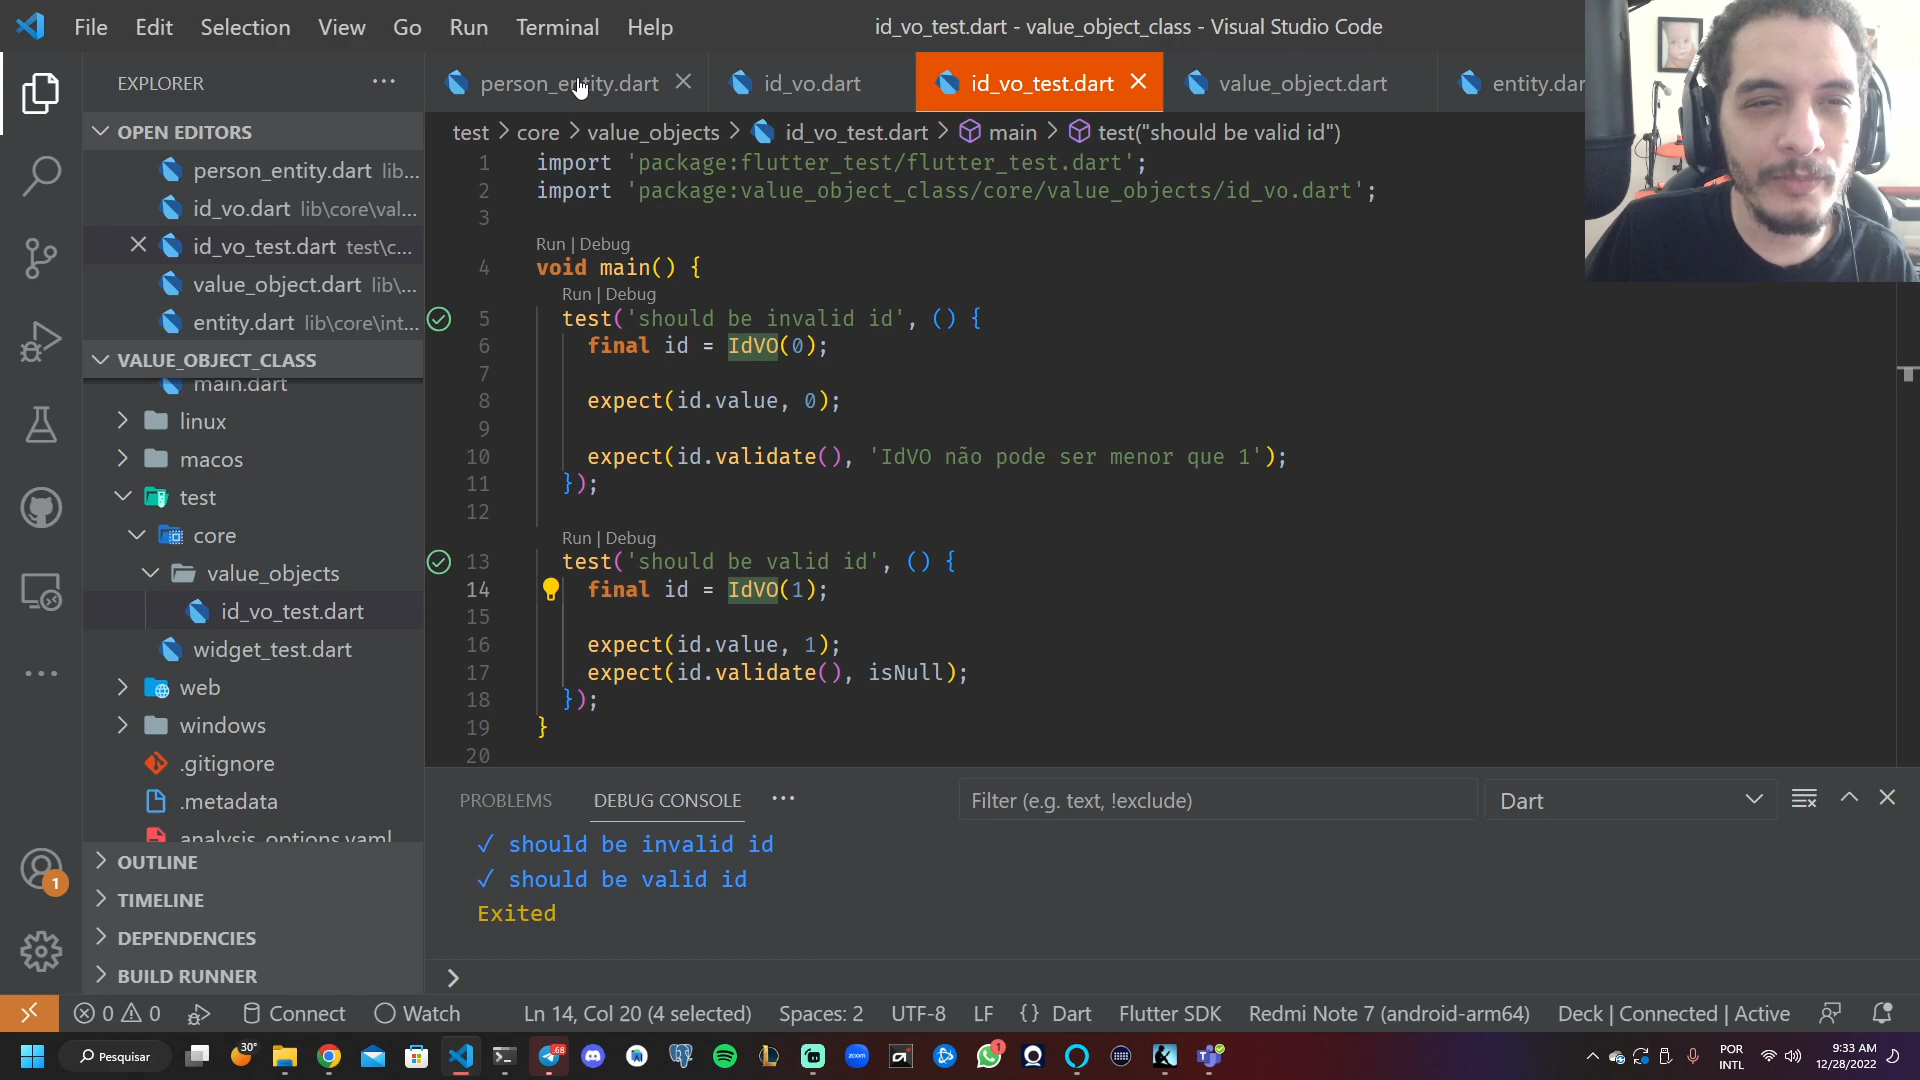 File Edit Selection View Go Run Terminal Help
id_vo_test.dart - value_object_class - Visual Studio Code
EXPLORER
person_entity.dart
id_vo.dart
id_vo_test.dart
value_object.dart
entity.dar
OPEN EDITORS
person_entity.dart lib...
id_vo.dart lib\core\val...
id_vo_test.dart test\c...
value_object.dart lib\...
entity.dart lib\core\int...
VALUE_OBJECT_CLASS
main.dart
linux
macos
test
core
value_objects
id_vo_test.dart
widget_test.dart
web
windows
.gitignore
.metadata
analysis_options.yaml
OUTLINE
TIMELINE
DEPENDENCIES
BUILD RUNNER
test > core > value_objects > id_vo_test.dart > main > test("should be valid id")
1 import 'package:flutter_test/flutter_test.dart';
2 import 'package:value_object_class/core/value_objects/id_vo.dart';
3
Run | Debug
4 void main() {
Run | Debug
5 test('should be invalid id', () {
6 final id = IdVO(0);
7
8 expect(id.value, 0);
9
10 expect(id.validate(), 'IdVO não pode ser menor que 1');
11 });
12
Run | Debug
13 test('should be valid id', () {
14 final id = IdVO(1);
15
16 expect(id.value, 1);
17 expect(id.validate(), isNull);
18 });
19 }
20
PROBLEMS DEBUG CONSOLE ...
Filter (e.g. text, !exclude)
Dart
✓ should be invalid id
✓ should be valid id
Exited
1
0 0 Connect Watch
Ln 14, Col 20 (4 selected) Spaces: 2 UTF-8 LF {} Dart Flutter SDK Redmi Note 7 (android-arm64) Deck | Connected | Active
Pesquisar
30°
68
zoom
1
POR
INTL
9:33 AM
12/28/2022